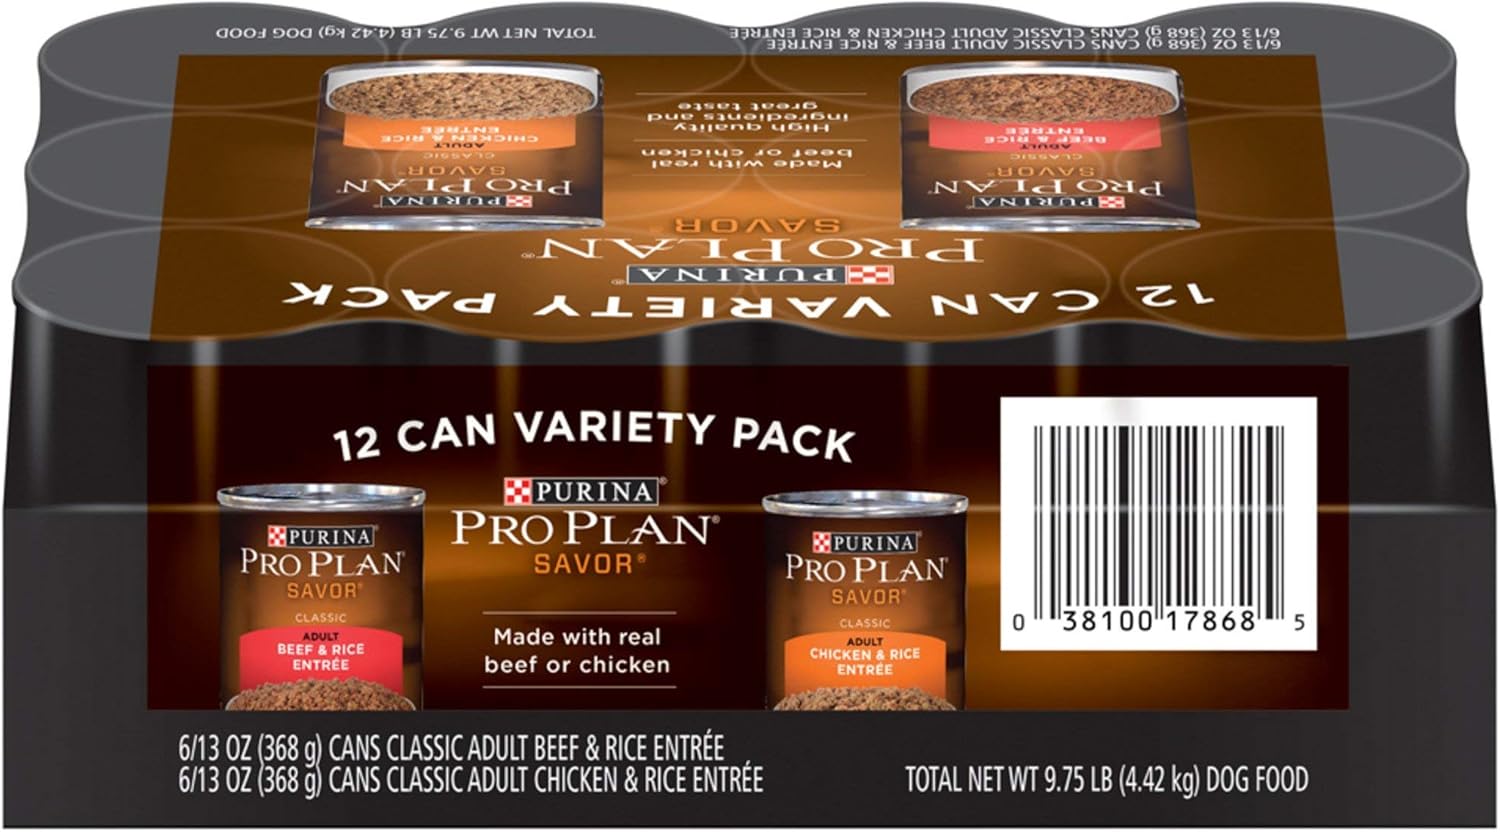 6/13 OZ (368 g) CANS CLASSIC ADULT BEEF & RICE ENTRÉE
6/13 OZ (368 g) CANS CLASSIC ADULT CHICKEN & RICE ENTRÉE
TOTAL NET WT 9.75 LB (4.42 kg) DOG FOOD
12 CAN VARIETY PACK
PURINA®
PRO PLAN®
SAVOR®
Made with real
beef or chicken
High quality
ingredients and
great taste
PURINA
PRO PLAN®
SAVOR®
CLASSIC
ADULT
BEEF & RICE
ENTRÉE
PURINA
PRO PLAN®
SAVOR®
CLASSIC
ADULT
CHICKEN & RICE
ENTRÉE
12 CAN VARIETY PACK
PURINA®
PRO PLAN®
SAVOR®
Made with real
beef or chicken
PURINA
PRO PLAN®
SAVOR®
CLASSIC
ADULT
BEEF & RICE
ENTRÉE
PURINA
PRO PLAN®
SAVOR®
CLASSIC
ADULT
CHICKEN & RICE
ENTRÉE
0 38100 17868 5
6/13 OZ (368 g) CANS CLASSIC ADULT BEEF & RICE ENTRÉE
6/13 OZ (368 g) CANS CLASSIC ADULT CHICKEN & RICE ENTRÉE
TOTAL NET WT 9.75 LB (4.42 kg) DOG FOOD